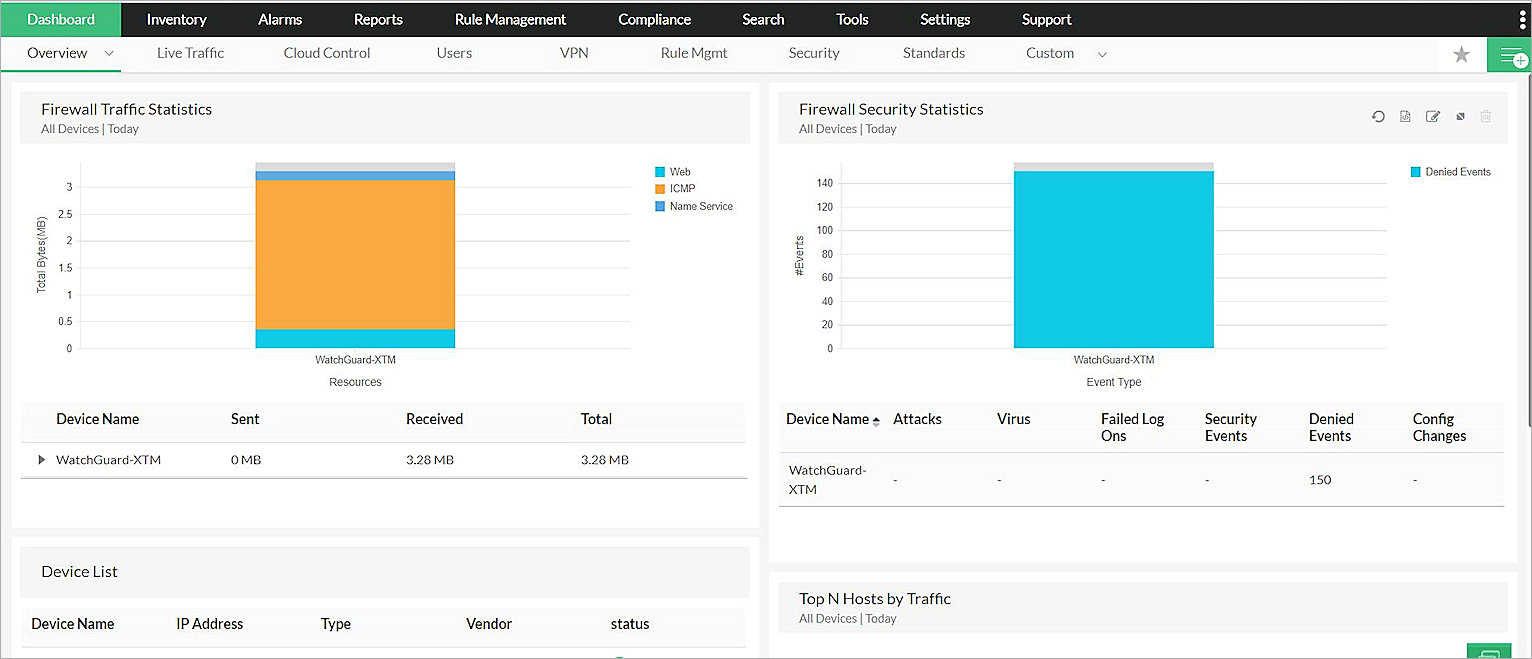 Dashboard Inventory Alarms Reports Rule Management Compliance Search Tools Settings Support
Overview Live Traffic Cloud Control Users VPN Rule Mgmt Security Standards Custom
Firewall Traffic Statistics
All Devices | Today
Total Bytes(MB)
3
2.5
2
1.5
1
0.5
0
WatchGuard-XTM
Resources
Web
ICMP
Name Service
Device Name Sent Received Total
WatchGuard-XTM 0 MB 3.28 MB 3.28 MB
Device List
Device Name IP Address Type Vendor status
Firewall Security Statistics
All Devices | Today
#Events
140
120
100
80
60
40
20
0
WatchGuard-XTM
Event Type
Denied Events
Device Name Attacks Virus Failed Log Security Denied Config
Ons Events Events Changes
WatchGuard-
XTM - - - - 150 -
Top N Hosts by Traffic
All Devices | Today